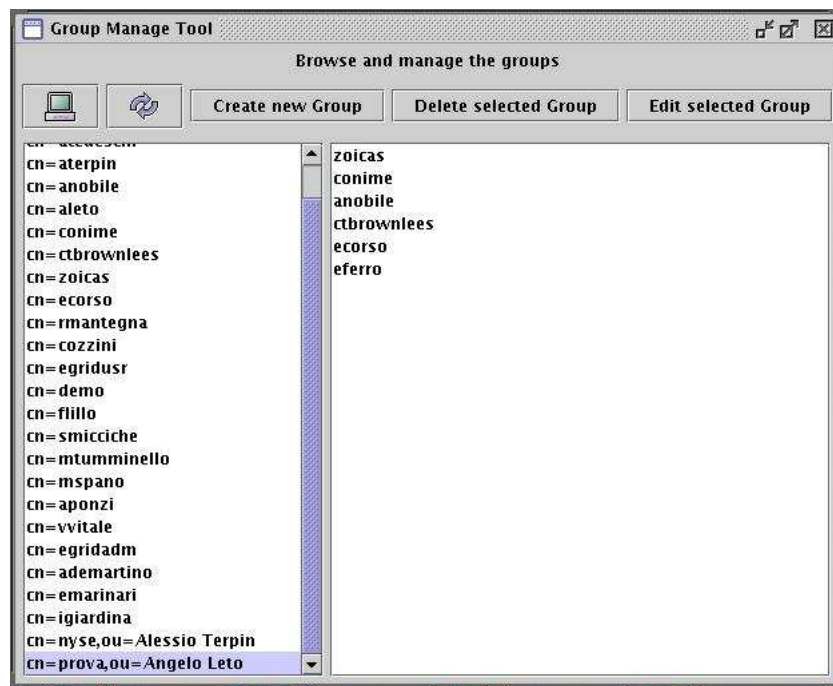 Group Manage Tool
Browse and manage the groups
Create new Group
Delete selected Group
Edit selected Group
cn=aterpin
cn=anobile
cn=aleto
cn=conime
cn=ctbrownlees
cn=zoicas
cn=ecorso
cn=rmantegna
cn=cozzini
cn=egridusr
cn=demo
cn=flillo
cn=smicciche
cn=mtumminello
cn=mspano
cn=aponzi
cn=vvitale
cn=egridadm
cn=ademartino
cn=emarinari
cn=igiardina
cn=nyse,ou=Alessio Terpin
cn=prova,ou=Angelo Leto
zoicas
conime
anobile
ctbrownlees
ecorso
eferro